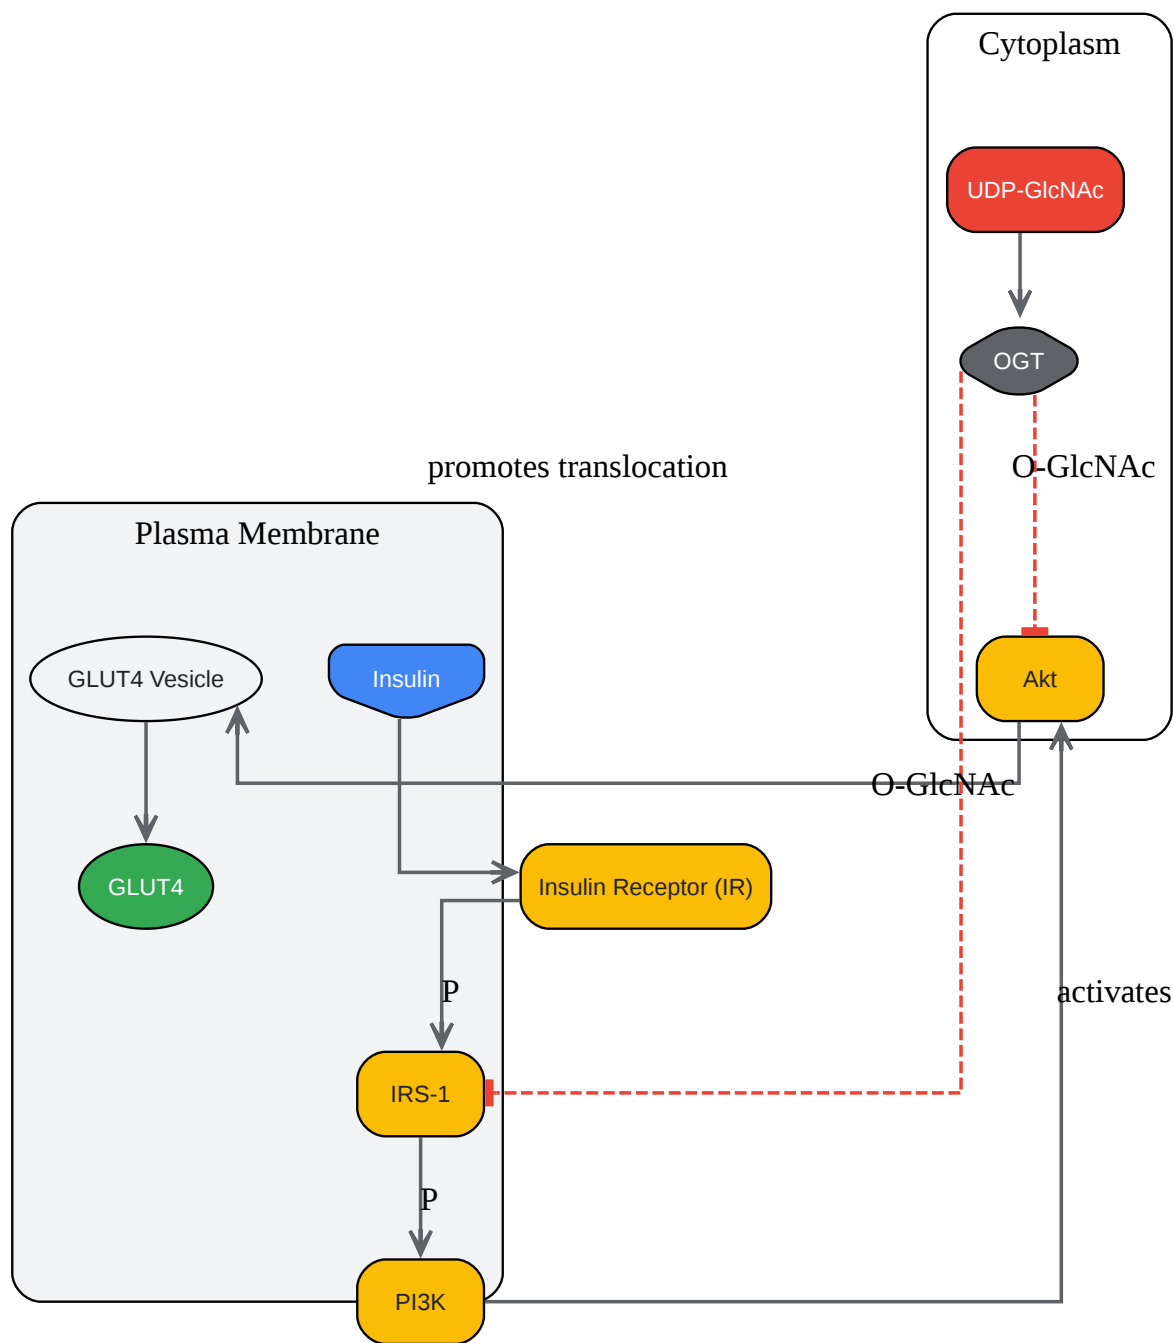 Cytoplasm
UDP-GlcNAc
OGT
O-GlcNAc
promotes translocation
Plasma Membrane
GLUT4 Vesicle
Insulin
Akt
O-GlcNAc
GLUT4
Insulin Receptor (IR)
P
activates
IRS-1
P
PI3K